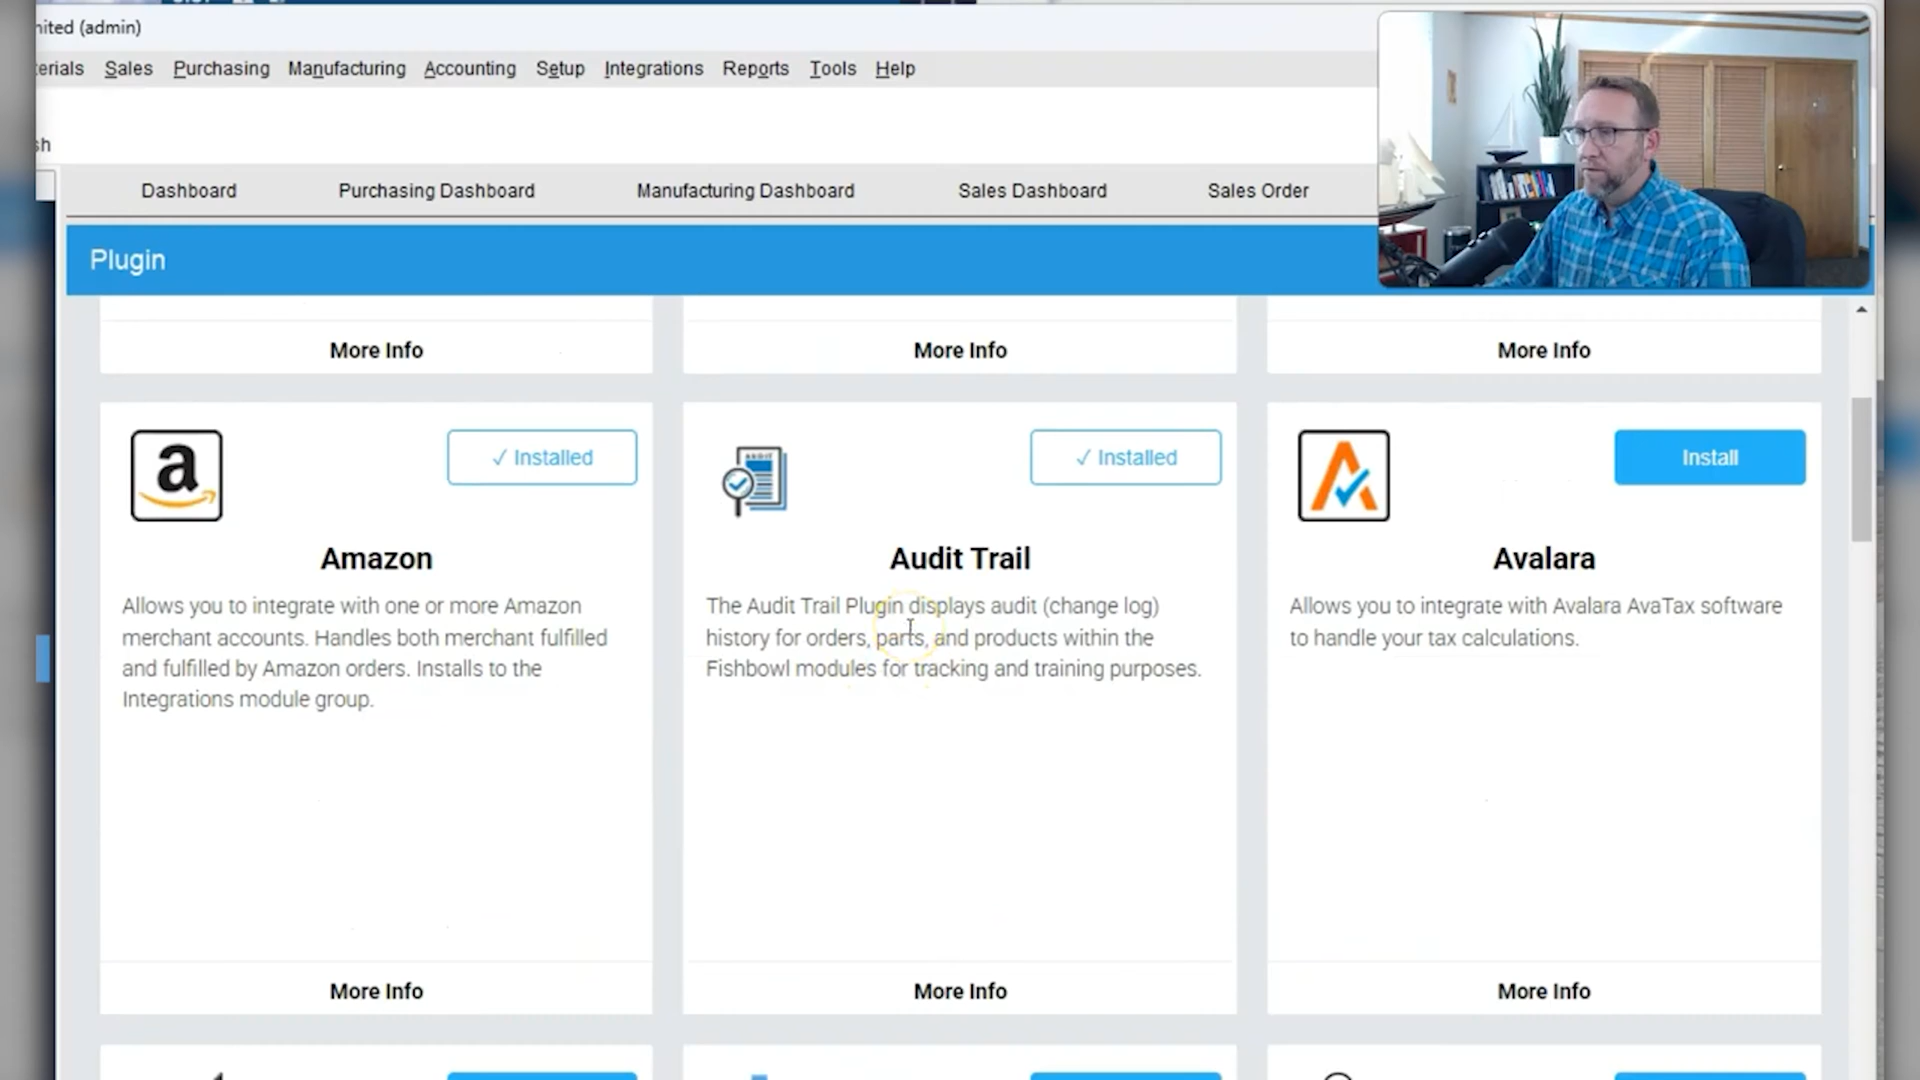 nited (admin)
terials Sales Purchasing Manufacturing Accounting Setup Integrations Reports Tools Help
sh
Dashboard Purchasing Dashboard Manufacturing Dashboard Sales Dashboard Sales Order
Plugin
More Info More Info More Info
✓ Installed ✓ Installed Install
Amazon
Allows you to integrate with one or more Amazon
merchant accounts. Handles both merchant fulfilled
and fulfilled by Amazon orders. Installs to the
Integrations module group.
AUDIT
Audit Trail
The Audit Trail Plugin displays audit (change log)
history for orders, parts, and products within the
Fishbowl modules for tracking and training purposes.
Avalara
Allows you to integrate with Avalara AvaTax software
to handle your tax calculations.
More Info More Info More Info